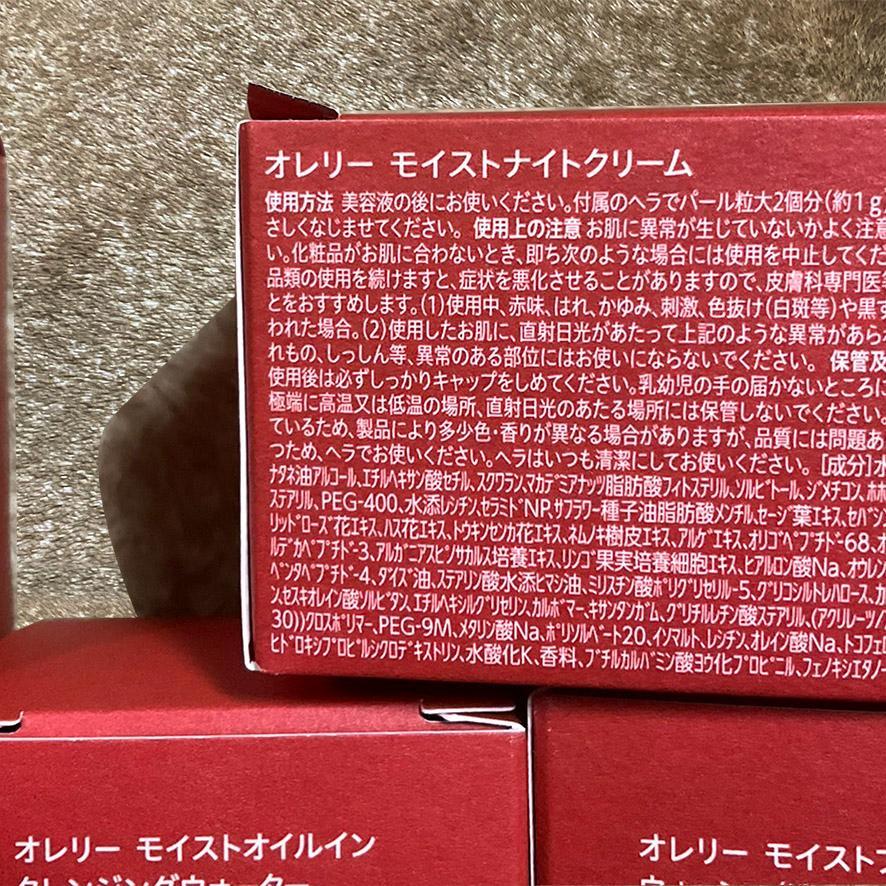 オレリー モイストナイトクリーム
使用方法 美容液の後にお使いください。付属のヘラでパール粒大2個分(約1g
さしくなじませてください。 使用上の注意 お肌に異常が生じていないかよく注意
い。化粧品がお肌に合わないとき、即ち次のような場合には使用を中止してくだ
品類の使用を続けますと、症状を悪化させることがありますので、皮膚科専門医
とをおすすめします。(1)使用中、赤味、はれ、かゆみ、刺激、色抜け(白斑等)や黒す
われた場合。(2)使用したお肌に、直射日光があたって上記のような異常があら
れもの、しっしん等、異常のある部位にはお使いにならないでください。 保管及
使用後は必ずしっかりキャップをしめてください。乳幼児の手の届かないところに
極端に高温又は低温の場所、直射日光のあたる場所には保管しないでください。
ているため、製品により多少色・香りが異なる場合がありますが、品質には問題あ
つため、ヘラでお使いください。ヘラはいつも清潔にしてお使いください。 [成分]水
ナタネ油アルコール、エチルヘキサン酸セチル、スクワラン、マカデミアナッツ脂肪酸フィトステリル、ソルビトール、ジメチコン、
ステアリル、PEG-400、水添レシチン、セラミドNP、サフラワー種子油脂肪酸メンチル、セージ葉エキス、セバシン
リッドローズ花エキス、ハス花エキス、トウキンセンカ花エキス、ネムノキ樹皮エキス、アルゲエキス、オリゴペプチド-68、
ルデカペプチド-3、アルガニアスピノサカルス培養エキス、リンゴ果実培養細胞エキス、ヒアルロン酸Na、オウレン
ペンタペプチド-4、ダイズ油、ステアリン酸水添ヒマシ油、ミリスチン酸ポリグリセリル-5、グリコシルトレハロース、カ
ン、セスキオレイン酸ソルビタン、エチルヘキシルグリセリン、カルボマー、キサンタンガム、グリチルレチン酸ステアリル、(アクリレーツ/
30))クロスポリマー、PEG-9M、メタリン酸Na、ポリソルベート20、イソマルト、レシチン、オレイン酸Na、トコフェ
ヒドロキシプロピルシクロデキストリン、水酸化K、香料、ブチルカルバミン酸ヨウ化プロピニル、フェノキシエタノー
オレリー モイストオイルイン
クレンジングウォーター
オレリー モイスト